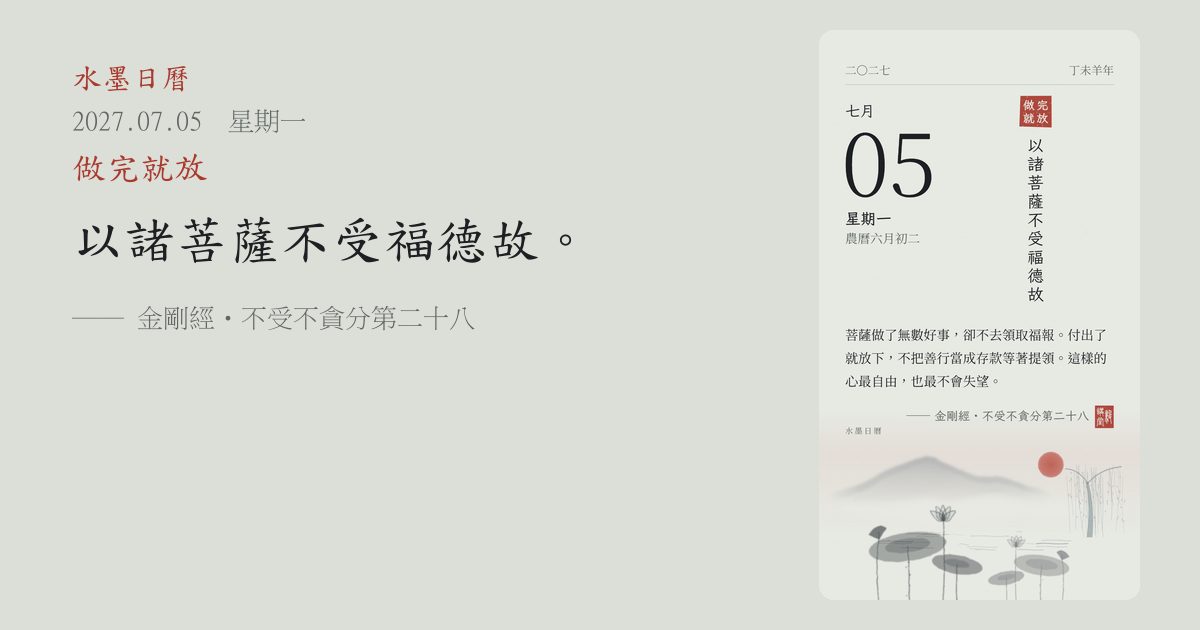 水墨日曆
2027.07.05 星期一
做完就放
以諸菩薩不受福德故。
—— 金剛經・不受不貪分第二十八
二〇二七
丁未羊年
七月
05
星期一
農曆六月初二
做完
就放
以諸菩薩不受福德故
菩薩做了無數好事，卻不去領取福報。付出了
就放下，不把善行當成存款等著提領。這樣的
心最自由，也最不會失望。
—— 金剛經・不受不貪分第二十八
水墨日曆